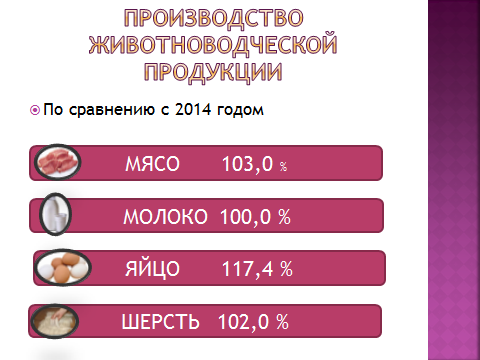 ПРОИЗВОДСТВО
ЖИВОТНОВОДЧЕСКОЙ
ПРОДУКЦИИ
По сравнению с 2014 годом
МЯСО 103,0 %
МОЛОКО 100,0 %
ЯЙЦО 117,4 %
ШЕРСТЬ 102,0 %